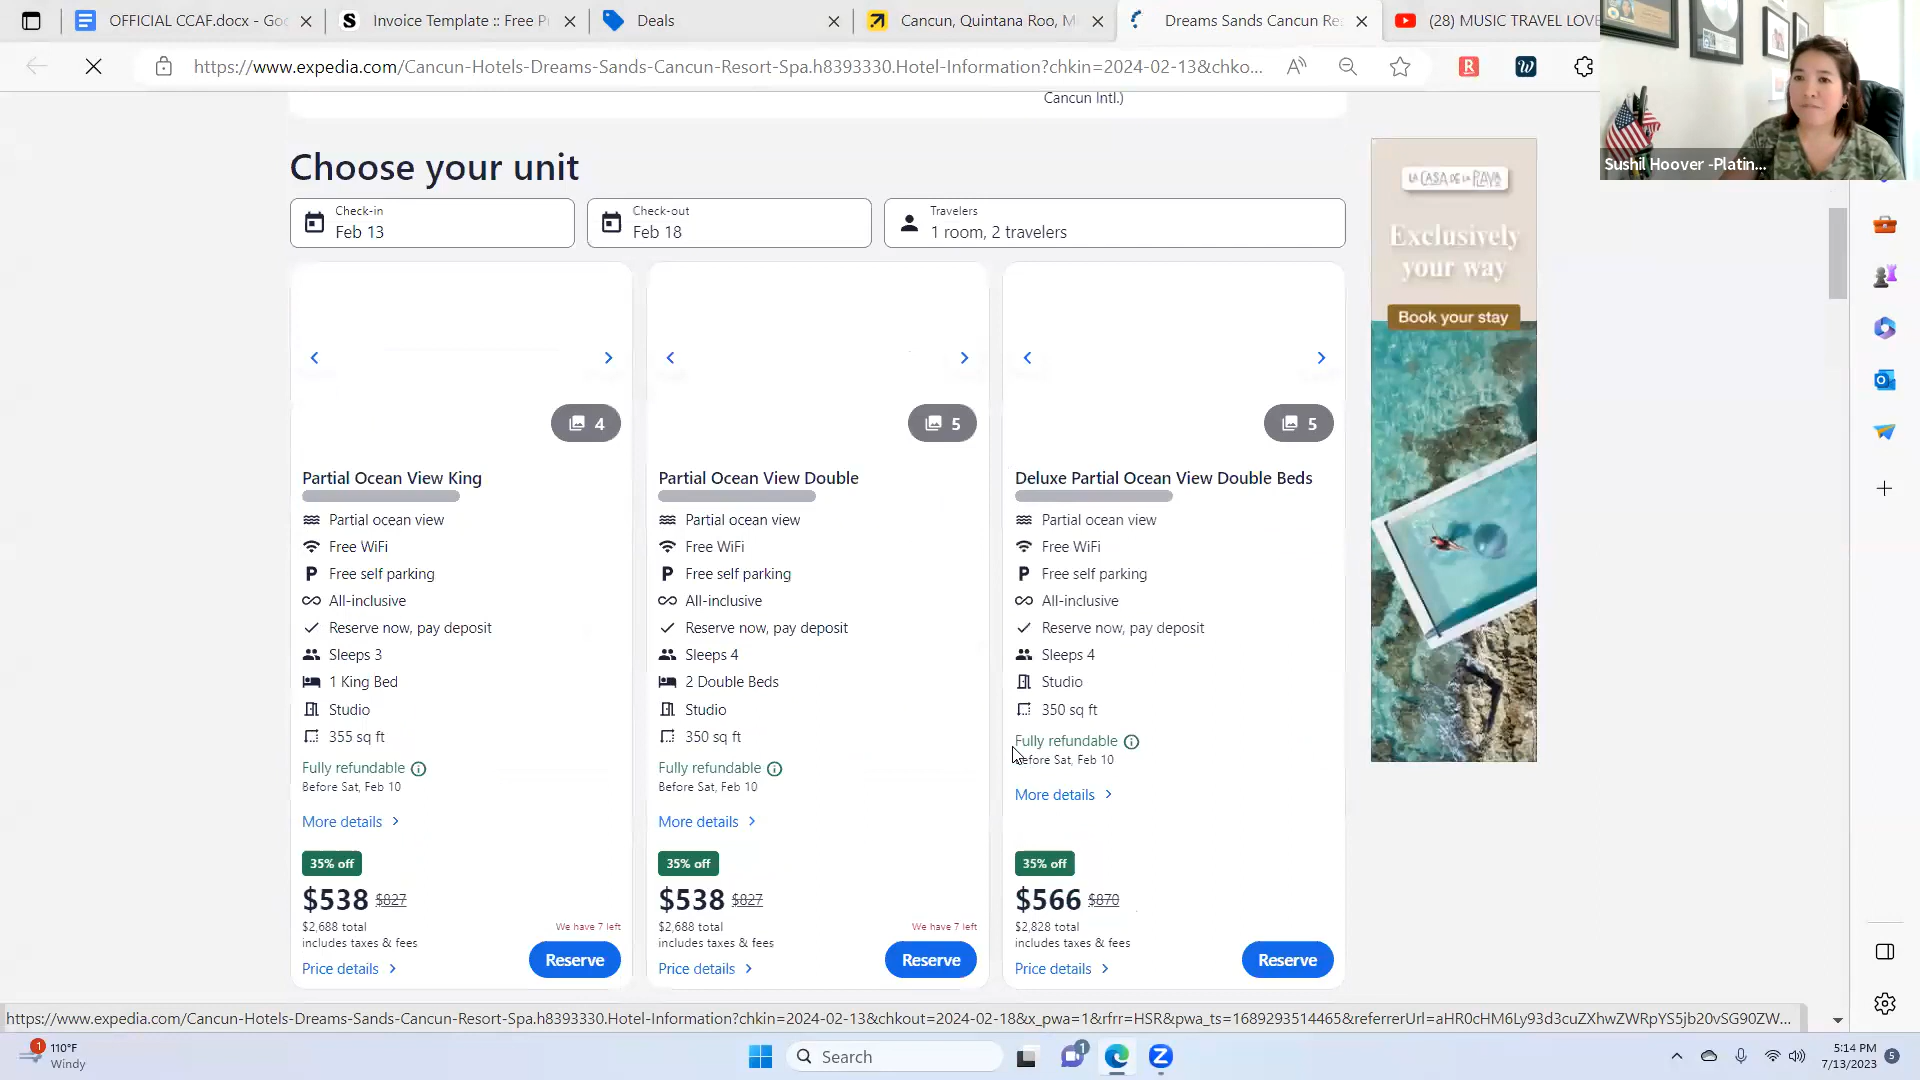 OFFICIAL CCAF.docx - Goo
Invoice Template :: Free P
Deals
Cancun, Quintana Roo, M
Dreams Sands Cancun Re
(28) MUSIC TRAVEL LOVE
https://www.expedia.com/Cancun-Hotels-Dreams-Sands-Cancun-Resort-Spa.h8393330.Hotel-Information?chkin=2024-02-13&chko...
Cancun Intl.)
Sushil Hoover -Platin...
Choose your unit
Check-in
Feb 13
Check-out
Feb 18
Travelers
1 room, 2 travelers
4
5
5
Partial Ocean View King
Partial ocean view
Free WiFi
Free self parking
All-inclusive
Reserve now, pay deposit
Sleeps 3
1 King Bed
Studio
355 sq ft
Fully refundable
Before Sat, Feb 10
More details
35% off
$538 $827
$2,688 total
We have 7 left
includes taxes & fees
Price details
Reserve
Partial Ocean View Double
Partial ocean view
Free WiFi
Free self parking
All-inclusive
Reserve now, pay deposit
Sleeps 4
2 Double Beds
Studio
350 sq ft
Fully refundable
Before Sat, Feb 10
More details
35% off
$538 $827
$2,688 total
We have 7 left
includes taxes & fees
Price details
Reserve
Deluxe Partial Ocean View Double Beds
Partial ocean view
Free WiFi
Free self parking
All-inclusive
Reserve now, pay deposit
Sleeps 4
Studio
350 sq ft
Fully refundable
Before Sat, Feb 10
More details
35% off
$566 $870
$2,828 total
includes taxes & fees
Price details
Reserve
LA CASA DE LA PLAYA
Exclusively
your way
Book your stay
https://www.expedia.com/Cancun-Hotels-Dreams-Sands-Cancun-Resort-Spa.h8393330.Hotel-Information?chkin=2024-02-13&chkout=2024-02-18&x_pwa=1&rfrr=HSR&pwa_ts=1689293514465&referrerUrl=aHR0cHM6Ly93d3cuZXhwZWRpYS5jb20vSG90ZW...
1
110°F
Windy
Search
1
5:14 PM
7/13/2023
5